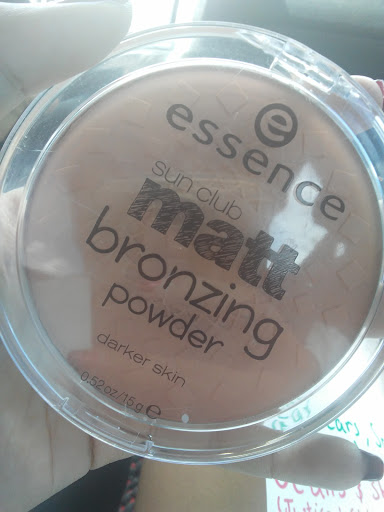 e
essence
sun club
matt
bronzing
powder
darker skin
0.52 oz/15 g ℮